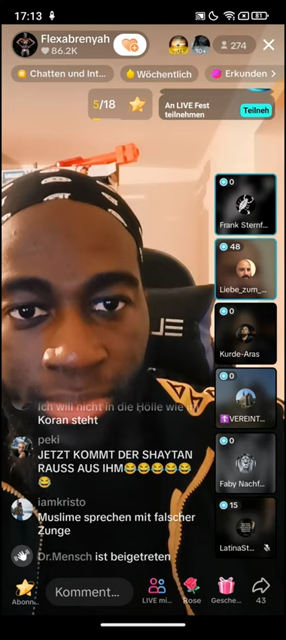 17:13
81
Flexabrenyah
86.2K
274
Chatten und Int...
Wöchentlich
Erkunden
5/18
An LIVE Fest
teilnehmen
Teilneh
0
Frank Sternf...
48
Liebe_zum_...
0
Kurde-Aras
0
VEREINT...
0
Faby Nachf...
15
LatinaSt...
Ich will nicht in die Hölle wie im
Koran steht
peki
JETZT KOMMT DER SHAYTAN
RAUSS AUS IHM😂😂😂😂😂
😂
iamkristo
Muslime sprechen mit falscher
Zunge
Dr.Mensch ist beigetreten
Abonn...
Komment...
LIVE mi...
Rose
Gesche...
43